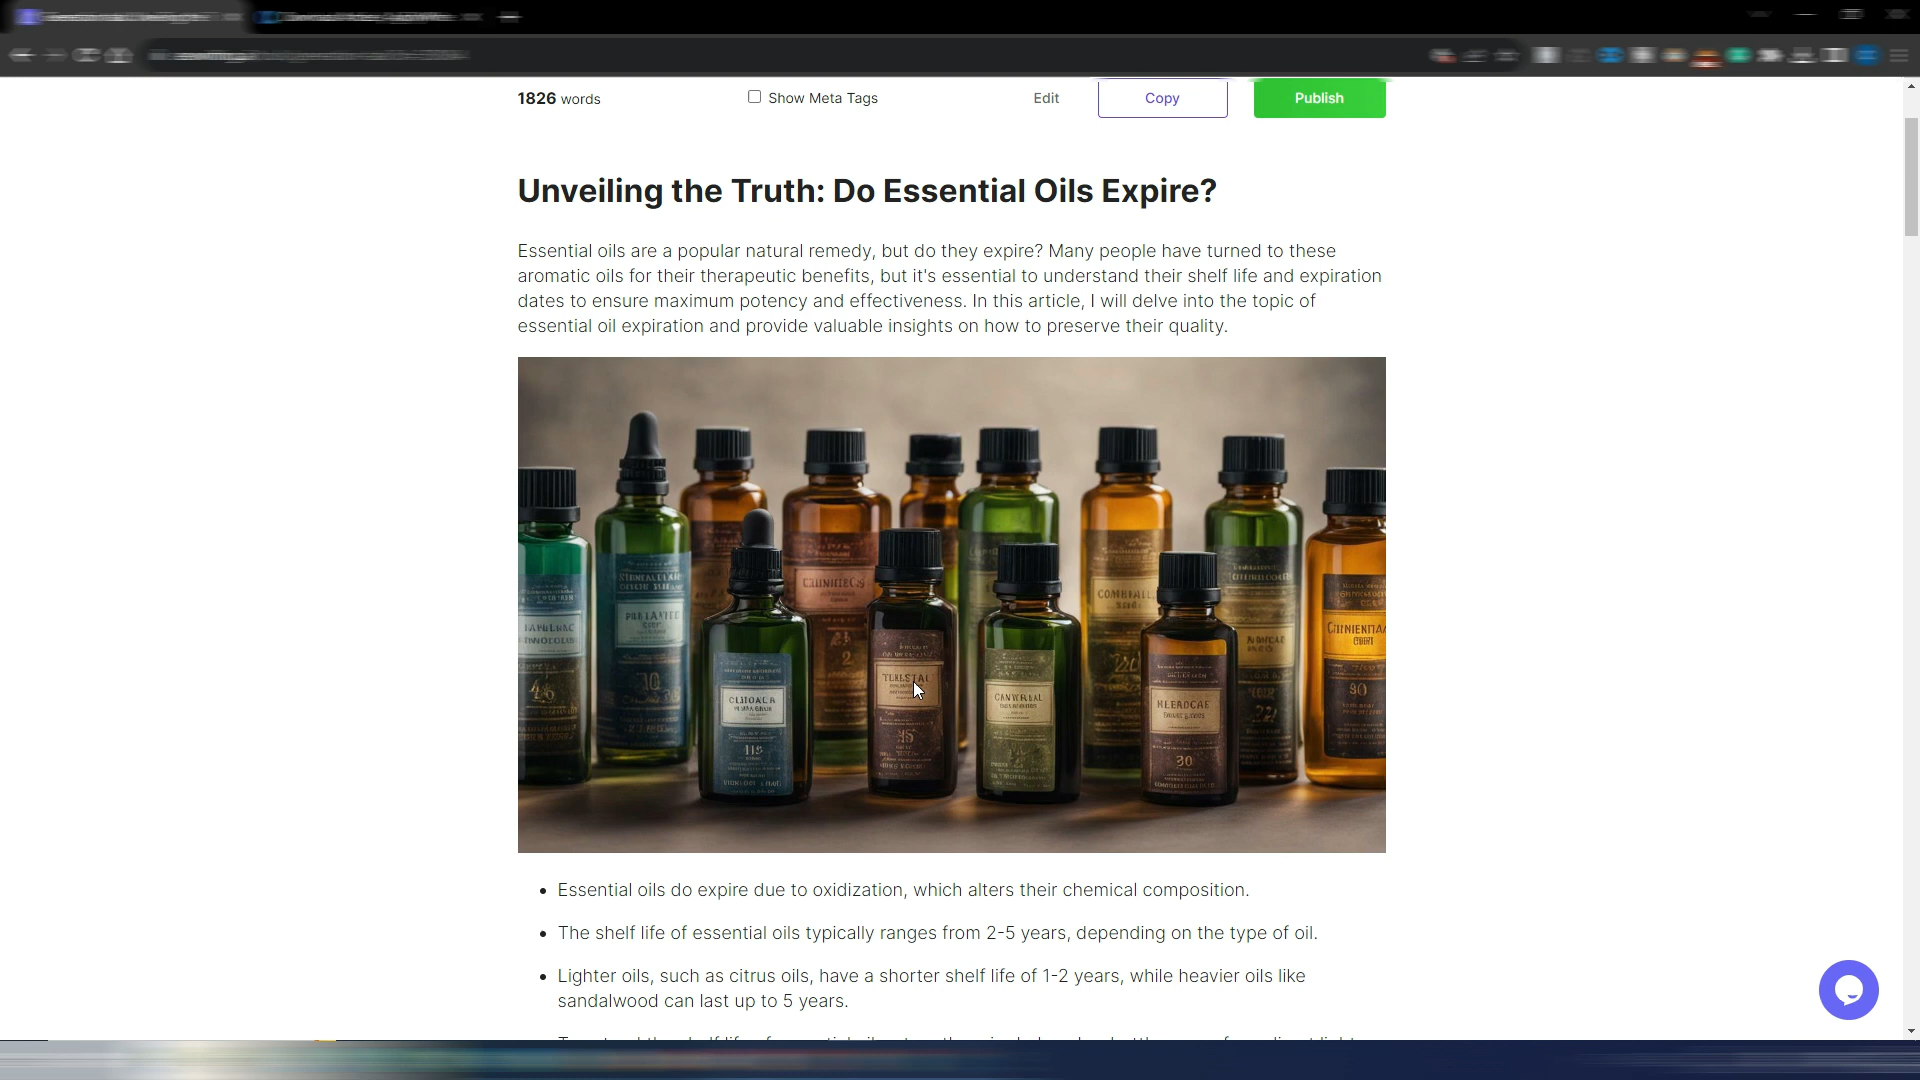 1826 words
Show Meta Tags
Edit
Copy
Publish
Unveiling the Truth: Do Essential Oils Expire?
Essential oils are a popular natural remedy, but do they expire? Many people have turned to these
aromatic oils for their therapeutic benefits, but it's essential to understand their shelf life and expiration
dates to ensure maximum potency and effectiveness. In this article, I will delve into the topic of
essential oil expiration and provide valuable insights on how to preserve their quality.
• Essential oils do expire due to oxidization, which alters their chemical composition.
• The shelf life of essential oils typically ranges from 2-5 years, depending on the type of oil.
• Lighter oils, such as citrus oils, have a shorter shelf life of 1-2 years, while heavier oils like
sandalwood can last up to 5 years.